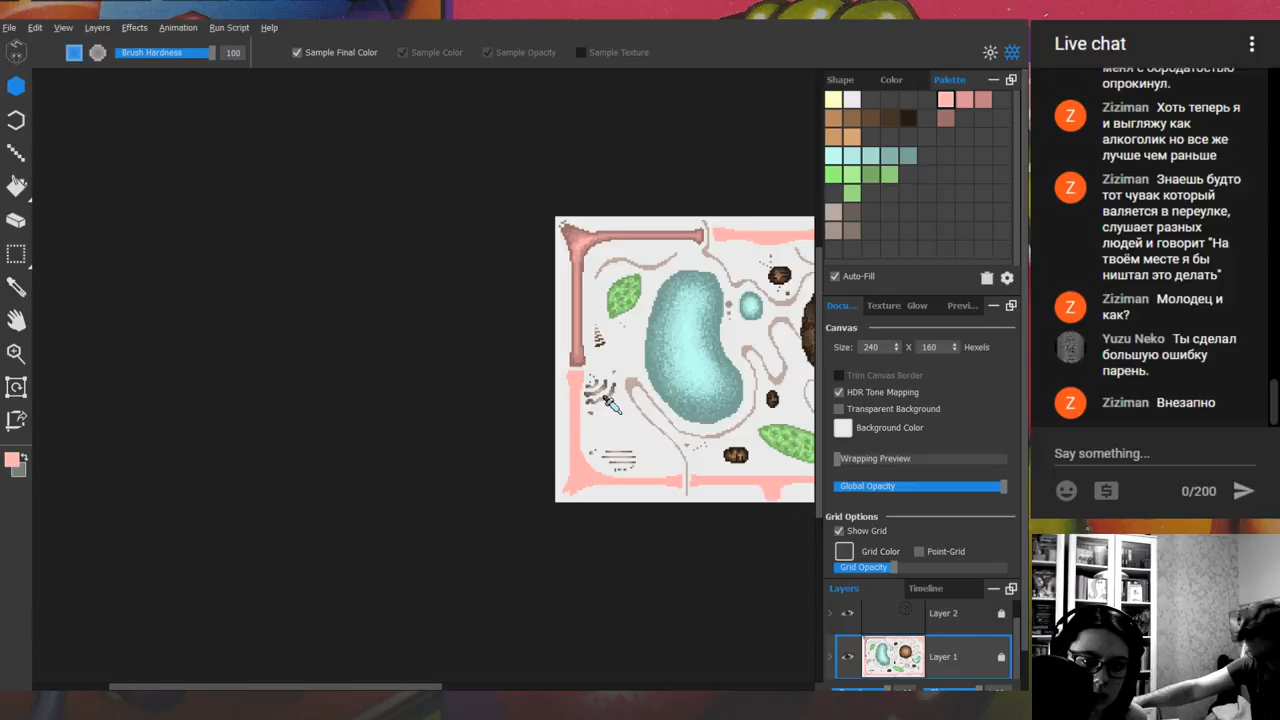 File Edit View Layers Effects Animation Run Script Help
Brush Hardness 100 Sample Final Color Sample Color Sample Opacity Sample Texture
Shape Color Palette
Auto-Fill
Docu... Texture Glow Previ...
Canvas
Size: 240 X 160 Hexels
Trim Canvas Border
HDR Tone Mapping
Transparent Background
Background Color
Wrapping Preview
Global Opacity
Grid Options
Show Grid
Grid Color Point-Grid
Grid Opacity
Layers Timeline
Layer 2
Layer 1
Live chat
меня с бородатостью
опрокинул.
Z Ziziman Хоть теперь я
и выгляжу как
алкоголик но все же
лучше чем раньше
Z Ziziman Знаешь будто
тот чувак который
валяется в переулке,
слушает разных
людей и говорит "На
твоём месте я бы
ништал это делать"
Z Ziziman Молодец и
как?
Yuzu Neko Ты сделал
большую ошибку
парень.
Z Ziziman Внезапно
Say something...
0/200